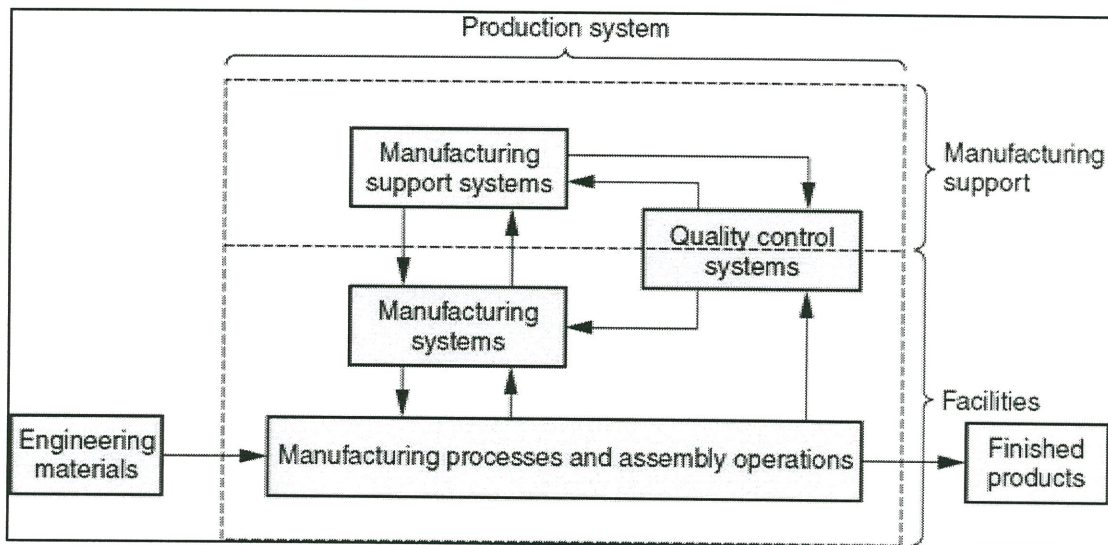 Production system
Manufacturing
support systems
Manufacturing
support
Quality control
systems
Manufacturing
systems
Facilities
Engineering
materials
Manufacturing processes and assembly operations
Finished
products